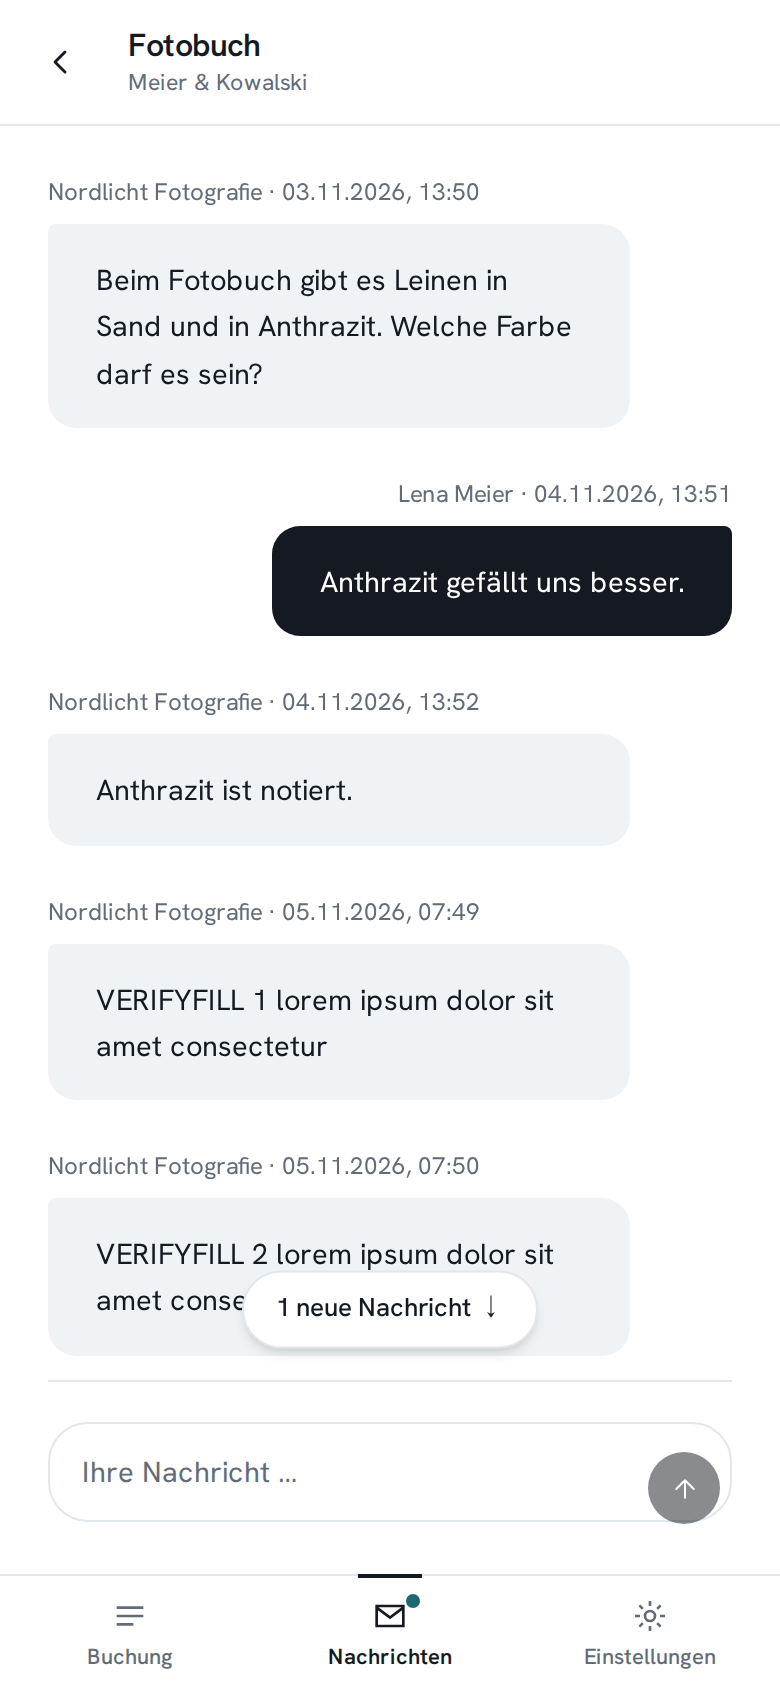 Fotobuch
Meier & Kowalski
Nordlicht Fotografie · 03.11.2026, 13:50
Beim Fotobuch gibt es Leinen in
Sand und in Anthrazit. Welche Farbe
darf es sein?
Lena Meier · 04.11.2026, 13:51
Anthrazit gefällt uns besser.
Nordlicht Fotografie · 04.11.2026, 13:52
Anthrazit ist notiert.
Nordlicht Fotografie · 05.11.2026, 07:49
VERIFYFILL 1 lorem ipsum dolor sit
amet consectetur
Nordlicht Fotografie · 05.11.2026, 07:50
VERIFYFILL 2 lorem ipsum dolor sit
amet
1 neue Nachricht ↓
Ihre Nachricht ...
Buchung
Nachrichten
Einstellungen